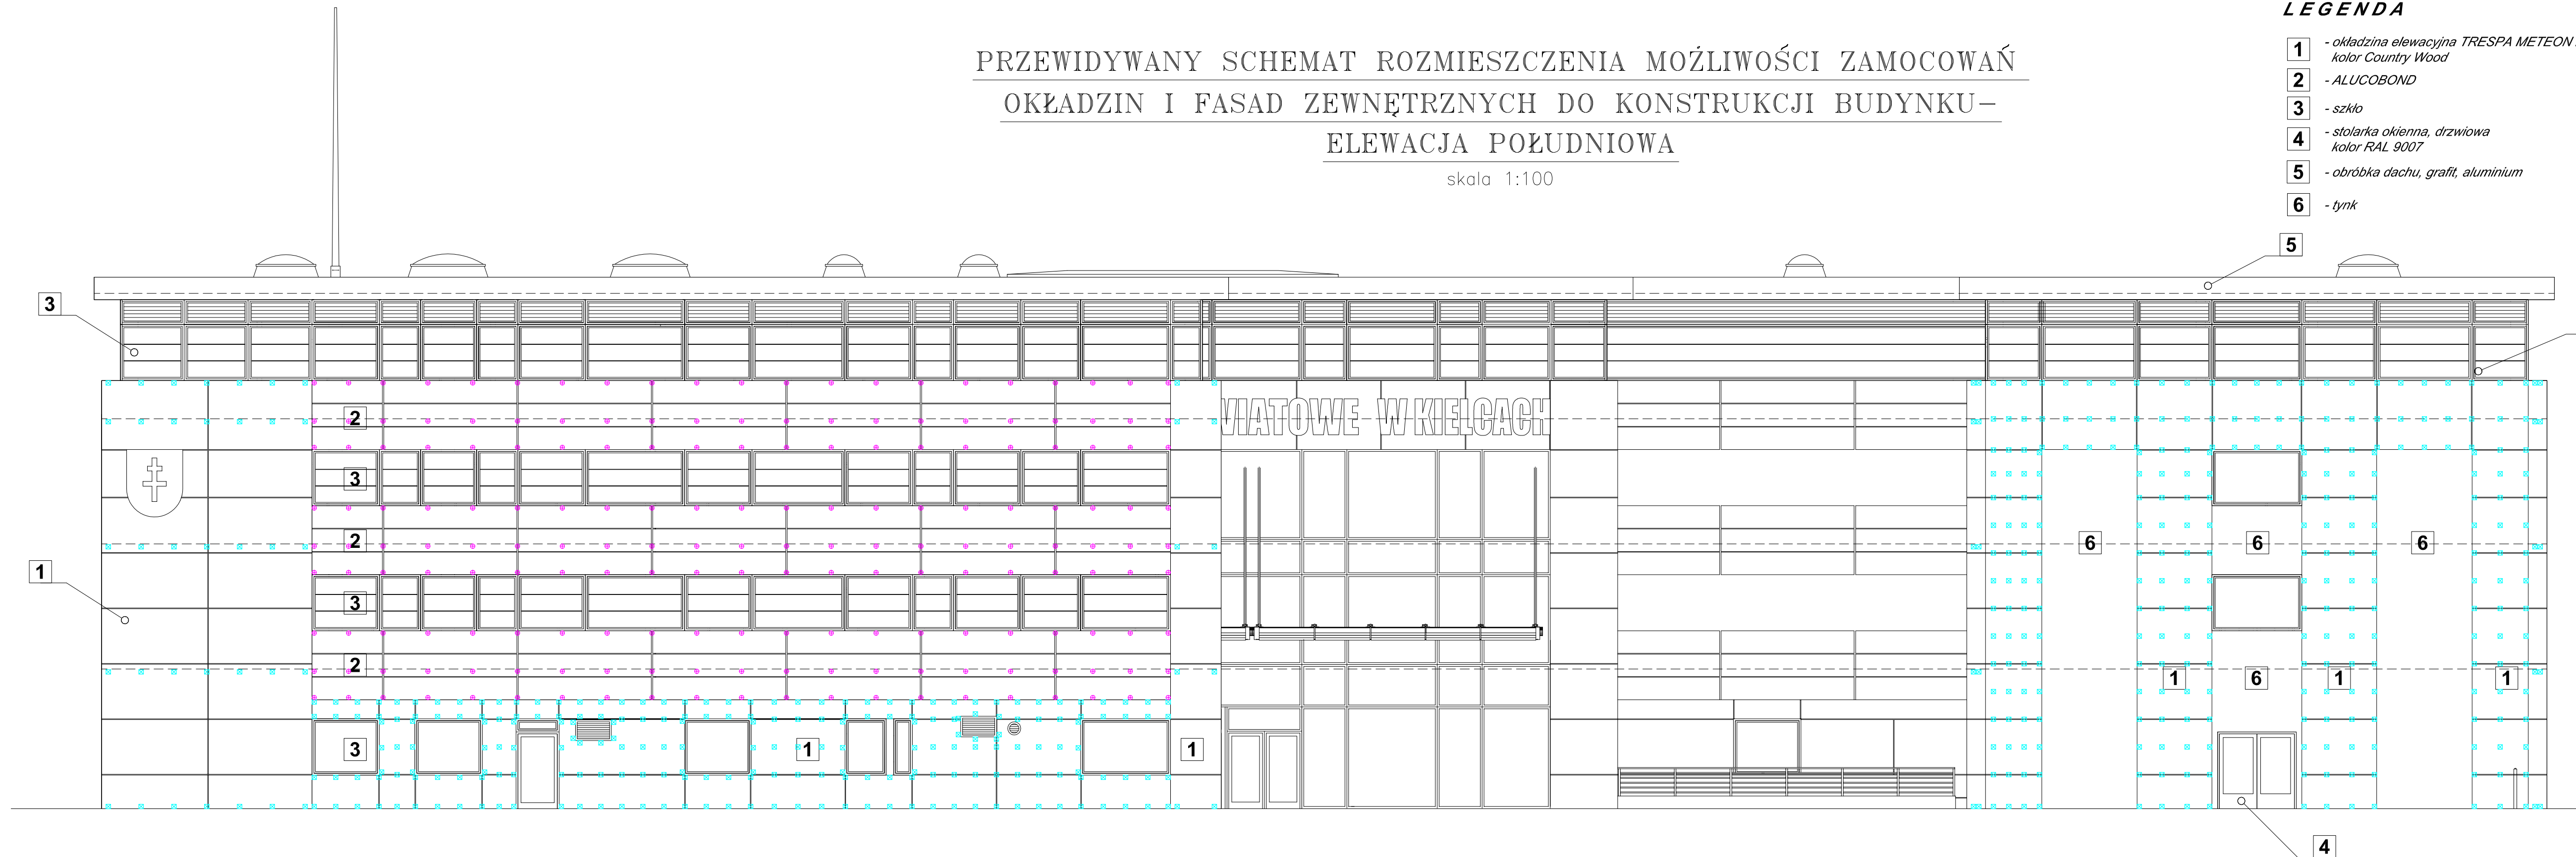 LEGENDA
PRZEWIDYWANY SCHEMAT ROZMIESZCZENIA MOŻLIWOŚCI ZAMOCOWAŃ
OKŁADZIN I FASAD ZEWNĘTRZNYCH DO KONSTRUKCJI BUDYNKU-
ELEWACJA POŁUDNIOWA
skala 1:100
1 - okładzina elewacyjna TRESPA METEON
kolor Country Wood
2 - ALUCOBOND
3 - szkło
4 - stolarka okienna, drzwiowa
kolor RAL 9007
5 - obróbka dachu, grafit, aluminium
6 - tynk
5
3
2
WIATOWE W KIELCACH
3
2
6 6 6
1
3
2
1 6 1 1
3 1 1
4